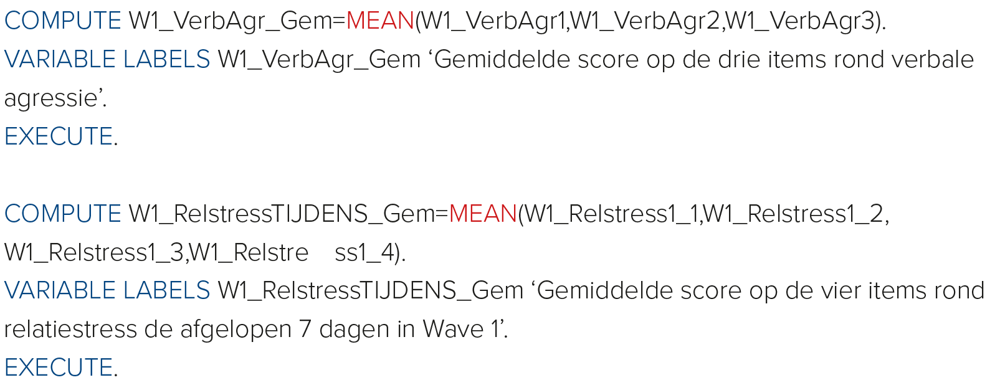 COMPUTE W1_VerbAgr_Gem=MEAN(W1_VerbAgr1,W1_VerbAgr2,W1_VerbAgr3).
VARIABLE LABELS W1_VerbAgr_Gem ‘Gemiddelde score op de drie items rond verbale
agressie’.
EXECUTE.
COMPUTE W1_RelstressTIJDENS_Gem=MEAN(W1_Relstress1_1,W1_Relstress1_2,
W1_Relstress1_3,W1_Relstre ss1_4).
VARIABLE LABELS W1_RelstressTIJDENS_Gem ‘Gemiddelde score op de vier items rond
relatiestress de afgelopen 7 dagen in Wave 1’.
EXECUTE.